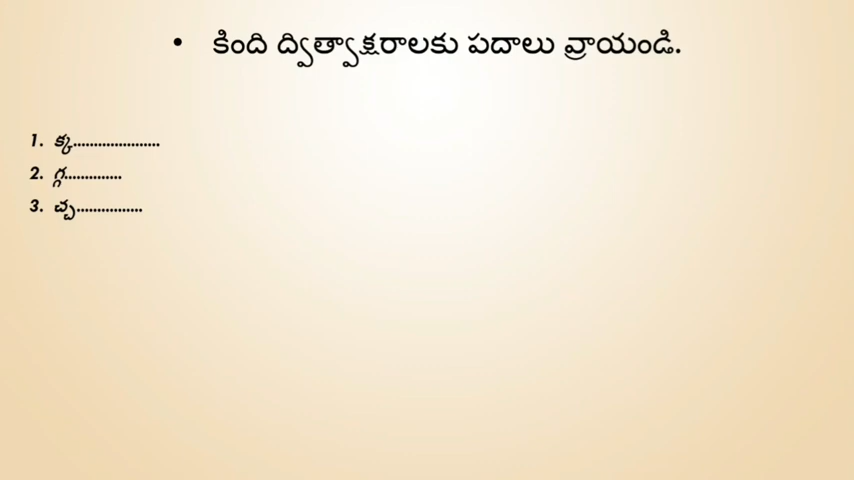 • కింది ద్విత్వాక్షరాలకు పదాలు వ్రాయండి.
1. క్క.....................
2. గ్గ..............
3. చ్చ................